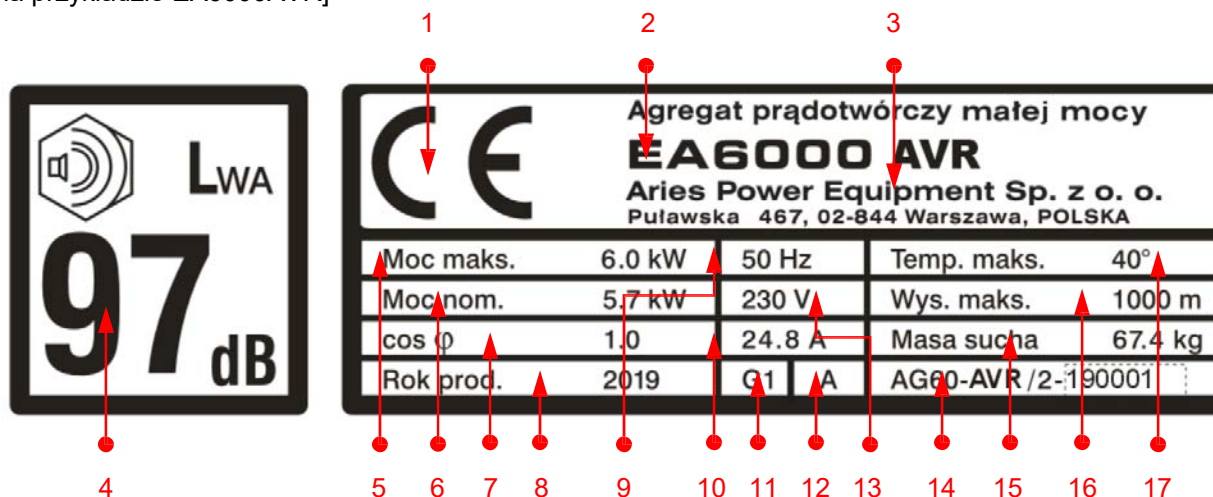 1 2 3
LWA
97 dB
CE
Agregat prądotwórczy małej mocy
EA6000 AVR
Aries Power Equipment Sp. z o. o.
Puławska 467, 02-844 Warszawa, POLSKA
Moc maks. 6.0 kW 50 Hz Temp. maks. 40°
Moc nom. 5.7 kW 230 V Wys. maks. 1000 m
cos φ 1.0 24.8 A Masa sucha 67.4 kg
Rok prod. 2019 G1 A AG60-AVR /2-190001
4 5 6 7 8 9 10 11 12 13 14 15 16 17